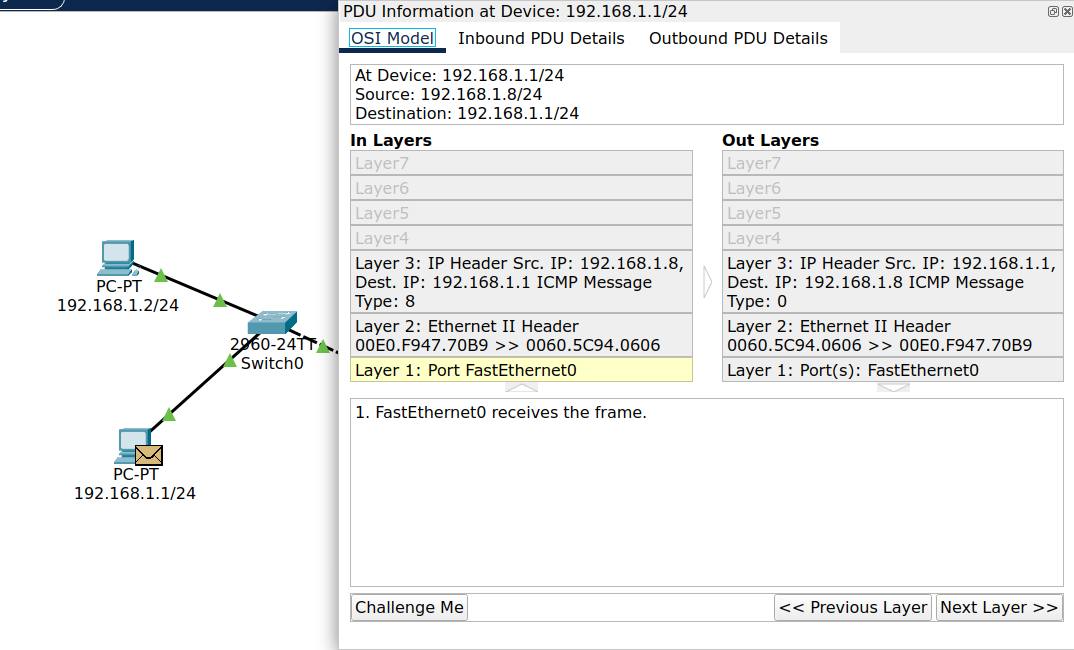 PDU Information at Device: 192.168.1.1/24
OSI Model
Inbound PDU Details
Outbound PDU Details
At Device: 192.168.1.1/24
Source: 192.168.1.8/24
Destination: 192.168.1.1/24
In Layers
Layer7
Layer6
Layer5
Layer4
Layer 3: IP Header Src. IP: 192.168.1.8,
Dest. IP: 192.168.1.1 ICMP Message
Type: 8
Layer 2: Ethernet II Header
00E0.F947.70B9 >> 0060.5C94.0606
Layer 1: Port FastEthernet0
Out Layers
Layer7
Layer6
Layer5
Layer4
Layer 3: IP Header Src. IP: 192.168.1.1,
Dest. IP: 192.168.1.8 ICMP Message
Type: 0
Layer 2: Ethernet II Header
0060.5C94.0606 >> 00E0.F947.70B9
Layer 1: Port(s): FastEthernet0
1. FastEthernet0 receives the frame.
Challenge Me
<< Previous Layer
Next Layer >>
PC-PT
192.168.1.2/24
2960-24TT
Switch0
PC-PT
192.168.1.1/24